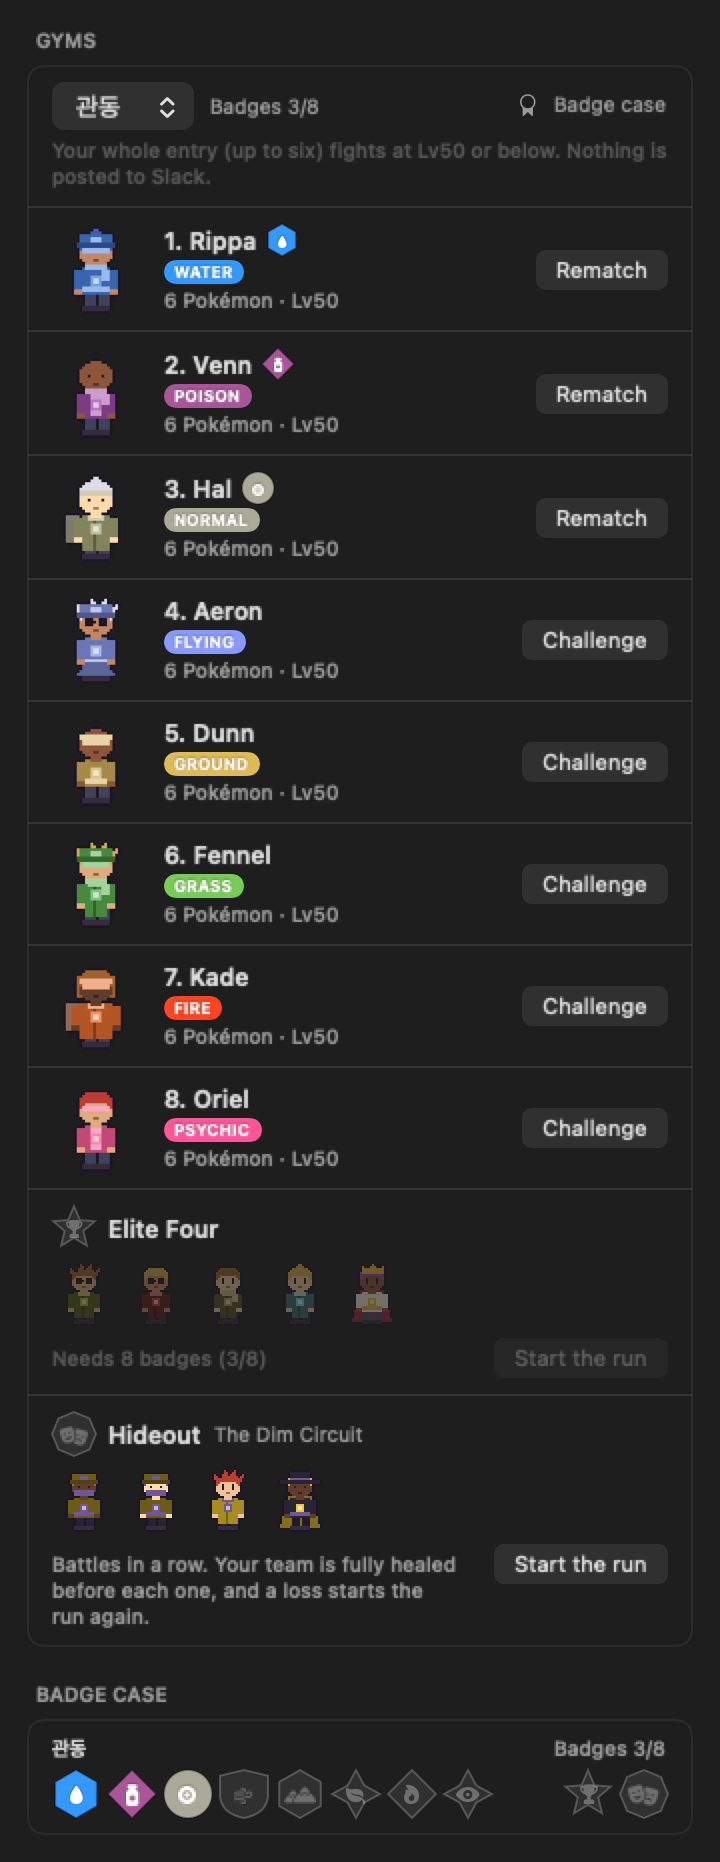 GYMS
관동
Badges 3/8
Badge case
Your whole entry (up to six) fights at Lv50 or below. Nothing is
posted to Slack.
1. Rippa
WATER
6 Pokémon · Lv50
Rematch
2. Venn
POISON
6 Pokémon · Lv50
Rematch
3. Hal
NORMAL
6 Pokémon · Lv50
Rematch
4. Aeron
FLYING
6 Pokémon · Lv50
Challenge
5. Dunn
GROUND
6 Pokémon · Lv50
Challenge
6. Fennel
GRASS
6 Pokémon · Lv50
Challenge
7. Kade
FIRE
6 Pokémon · Lv50
Challenge
8. Oriel
PSYCHIC
6 Pokémon · Lv50
Challenge
Elite Four
Needs 8 badges (3/8)
Start the run
Hideout The Dim Circuit
Battles in a row. Your team is fully healed
before each one, and a loss starts the
run again.
Start the run
BADGE CASE
관동
Badges 3/8